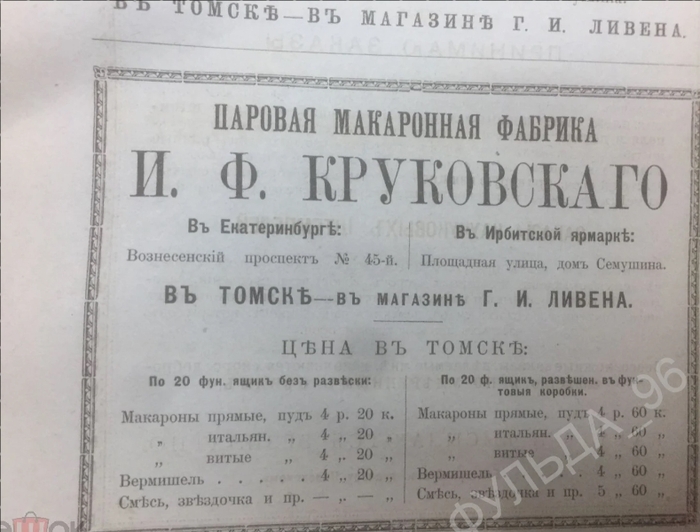 ВЪ ТОМСКѢ—ВЪ МАГАЗИНѢ Г. И. ЛИВЕНА.
ПАРОВАЯ МАКАРОННАЯ ФАБРИКА
И. Ф. КРУКОВСКАГО
Въ Екатеринбургѣ:
Вознесенскій проспектъ № 45-й.
Въ Ирбитской ярмаркѣ:
Площадная улица, домъ Семушина.
ВЪ ТОМСКѢ—ВЪ МАГАЗИНѢ Г. И. ЛИВЕНА.
ЦѢНА ВЪ ТОМСКѢ:
По 20 фун. ящикъ безъ развѣски:
Макароны прямые, пудъ 4 р. 20 к.
„ итальян. „ 4 „ 20 „
„ витые „ 4 „ 20 „
Вермишель . . . . . 4 „ 20 „
Смѣсь, звѣздочка и пр. — „ — „
По 20 ф. ящикъ, развѣшен. въ фун-
товыя коробки.
Макароны прямые, пудъ 4 р. 60 к.
„ итальян. „ 4 „ 60 „
„ витые „ 4 „ 60 „
Вермишель . . . . . 4 „ 60 „
Смѣсь, звѣздочка и пр. 5 „ 60 „
ФУЛЬДА_96